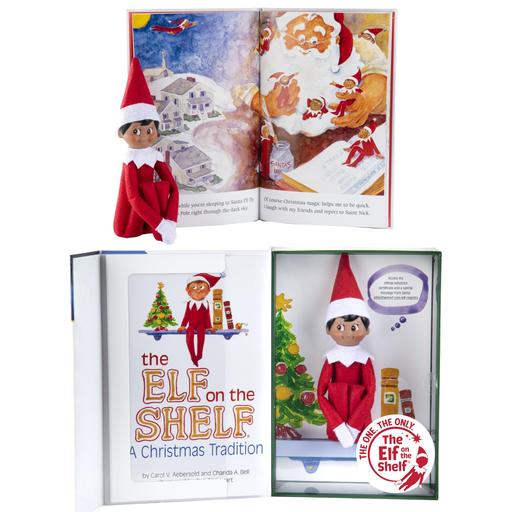 while you're sleeping to Santa I'll fly
Pole right through the dark sky.
Of course Christmas magic helps me to be quick.
I laugh with my friends and report to Saint Nick.
SANTA'S
the
ELF on the
SHELF®
A Christmas Tradition
by Carol V. Aebersold and Chanda A. Bell
THE ONE. THE ONLY.
The
Elf
on the
Shelf®